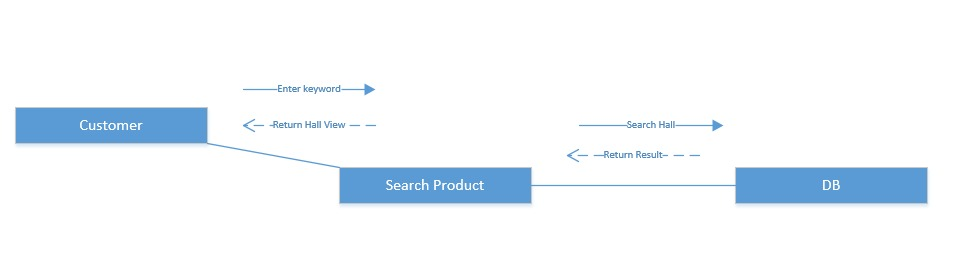 Enter keyword
Customer
Return Hall View
Search Hall
Return Result
Search Product
DB